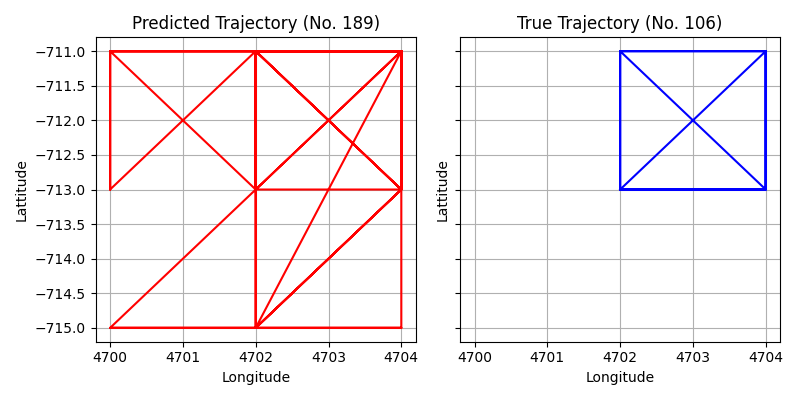 Predicted Trajectory (No. 189)
True Trajectory (No. 106)
−711.0
−711.5
−712.0
−712.5
−713.0
−713.5
−714.0
−714.5
−715.0
Lattitude
Lattitude
4700 4701 4702 4703 4704
4700 4701 4702 4703 4704
Longitude
Longitude